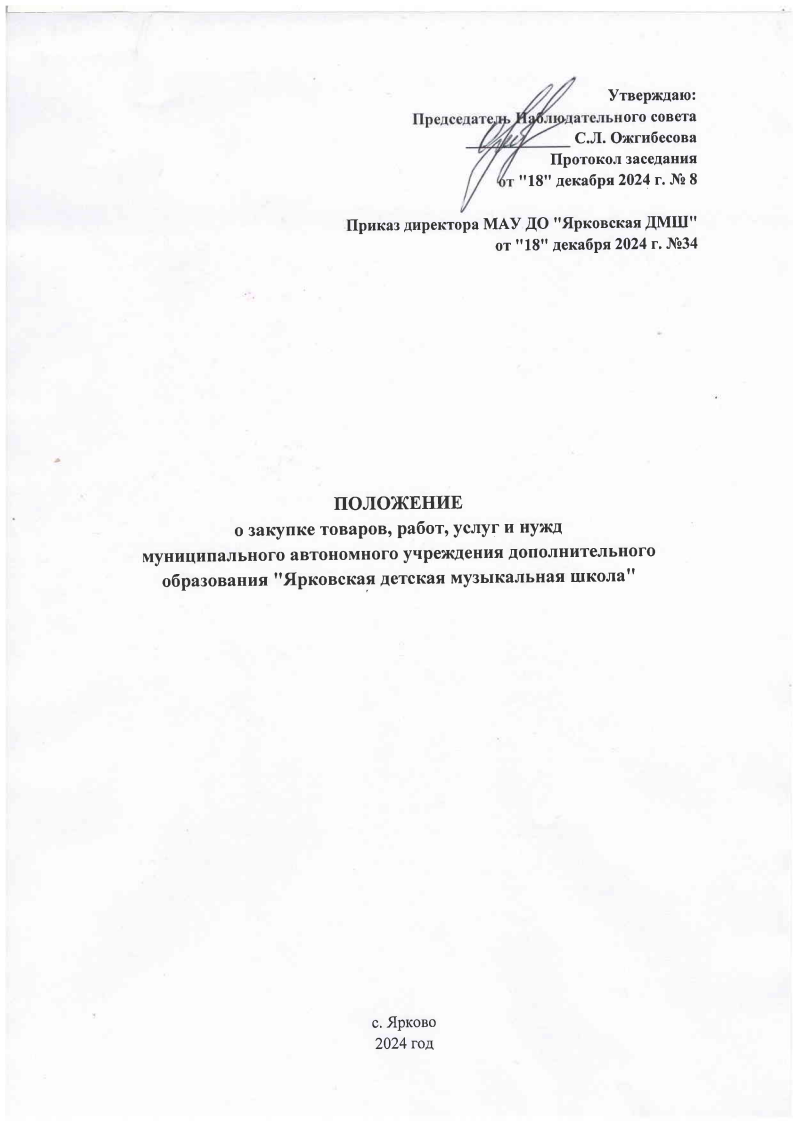 Утверждаю:
Председатель Наблюдательного совета
_____________ С.Л. Ожгибесова
Протокол заседания
от "18" декабря 2024 г. № 8
Приказ директора МАУ ДО "Ярковская ДМШ"
от "18" декабря 2024 г. №34
ПОЛОЖЕНИЕ
о закупке товаров, работ, услуг и нужд
муниципального автономного учреждения дополнительного
образования "Ярковская детская музыкальная школа"
с. Ярково
2024 год